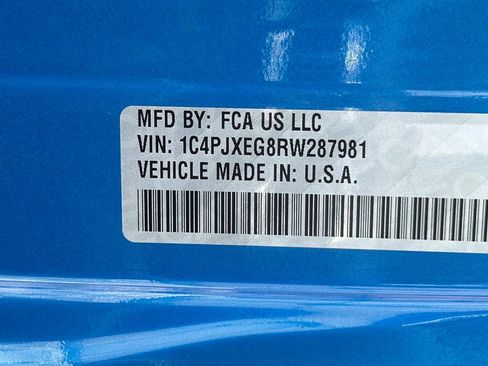 MFD BY: FCA US LLC
VIN: 1C4PJXEG8RW287981
VEHICLE MADE IN: U.S.A.